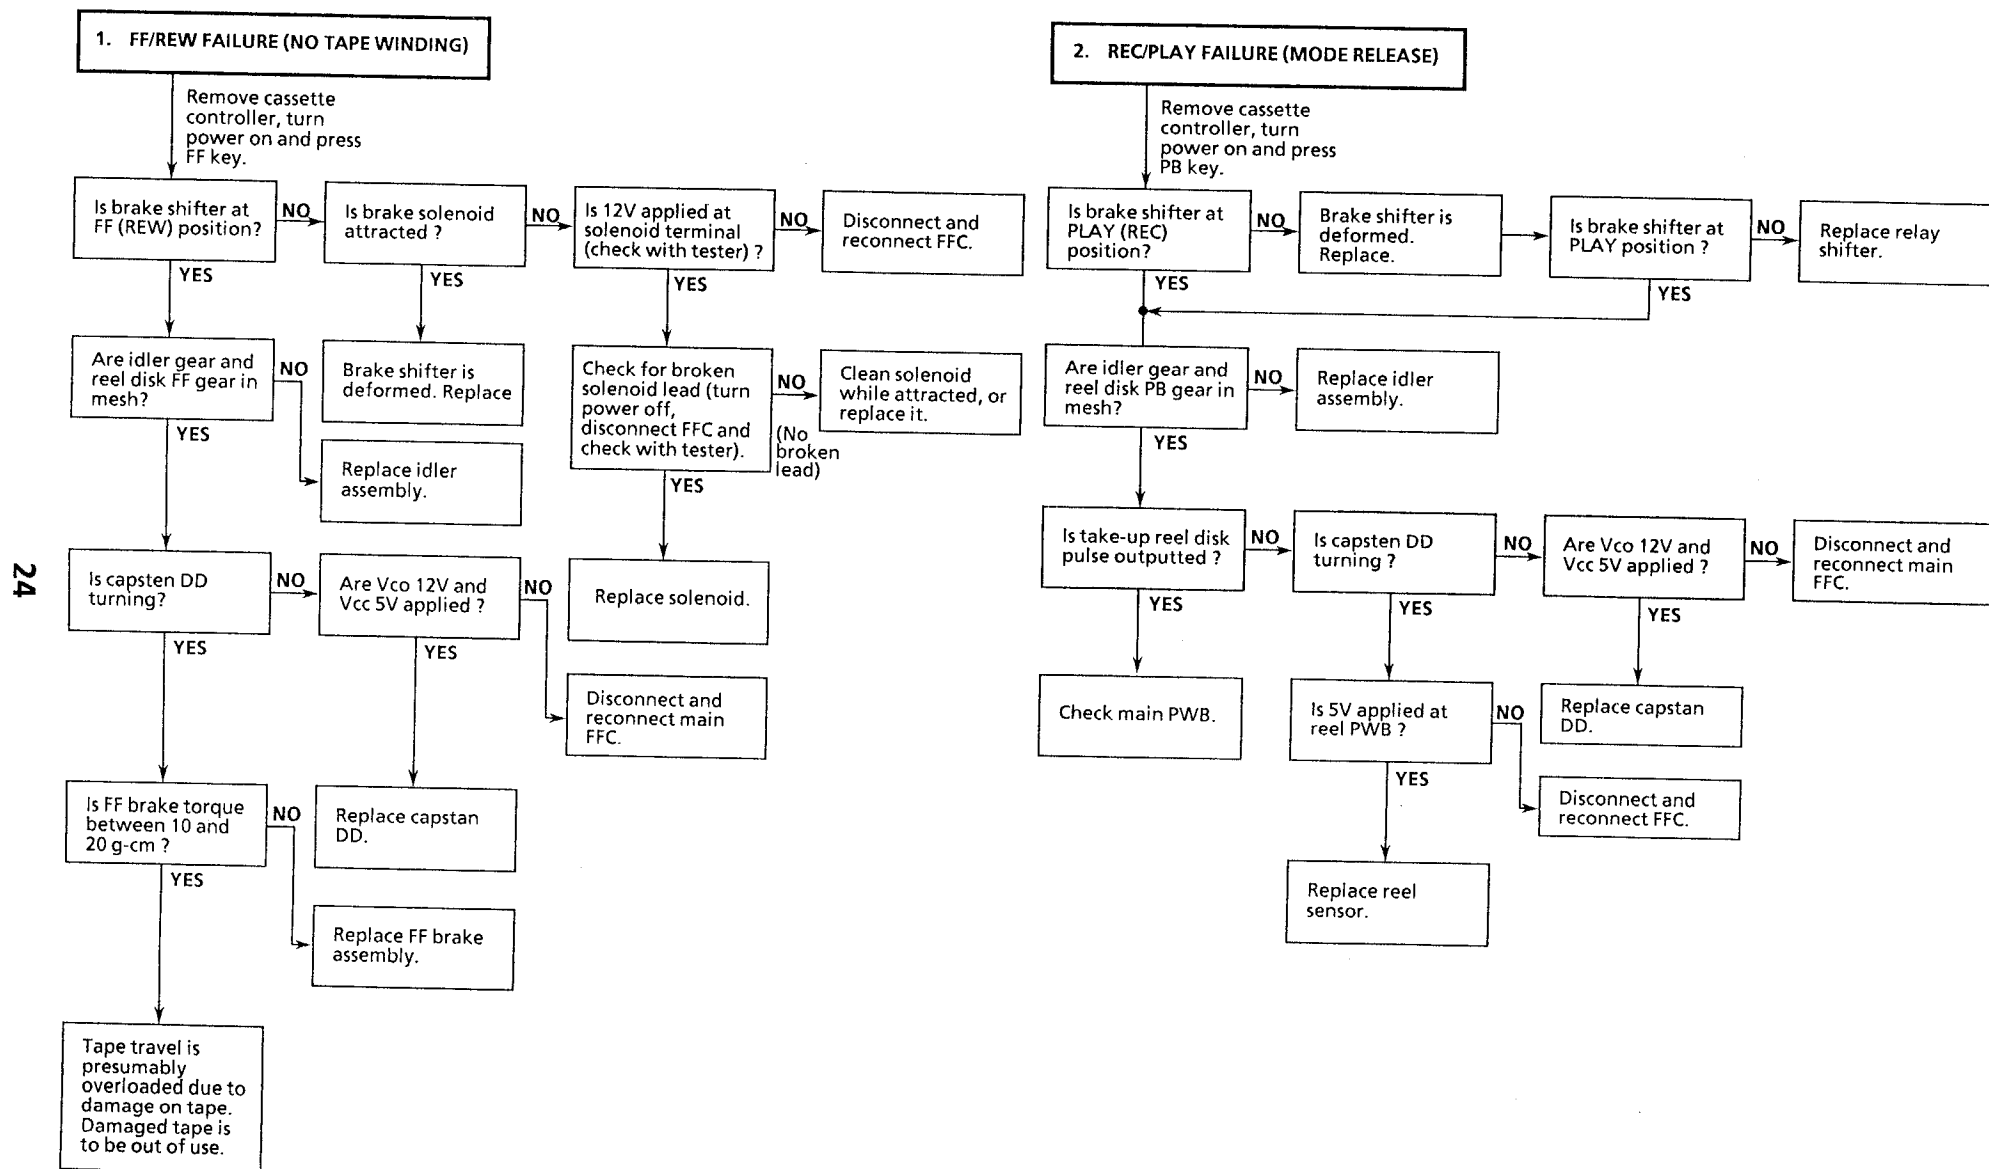 1. FF/REW FAILURE (NO TAPE WINDING)
Remove cassette
controller, turn
power on and press
FF key.
Is brake shifter at
FF (REW) position?
NO
YES
Is brake solenoid
attracted ?
NO
YES
Is 12V applied at
solenoid terminal
(check with tester) ?
NO
YES
Disconnect and
reconnect FFC.
Are idler gear and
reel disk FF gear in
mesh?
NO
YES
Brake shifter is
deformed. Replace
Replace idler
assembly.
Check for broken
solenoid lead (turn
power off,
disconnect FFC and
check with tester).
NO
(No
broken
lead)
YES
Clean solenoid
while attracted, or
replace it.
Replace solenoid.
Is capsten DD
turning?
NO
YES
Are Vco 12V and
Vcc 5V applied ?
NO
YES
Disconnect and
reconnect main
FFC.
Replace capstan
DD.
Is FF brake torque
between 10 and
20 g-cm ?
NO
YES
Replace FF brake
assembly.
Tape travel is
presumably
overloaded due to
damage on tape.
Damaged tape is
to be out of use.
24
2. REC/PLAY FAILURE (MODE RELEASE)
Remove cassette
controller, turn
power on and press
PB key.
Is brake shifter at
PLAY (REC)
position?
NO
YES
Brake shifter is
deformed.
Replace.
Is brake shifter at
PLAY position ?
NO
YES
Replace relay
shifter.
Are idler gear and
reel disk PB gear in
mesh?
NO
YES
Replace idler
assembly.
Is take-up reel disk
pulse outputted ?
NO
YES
Is capsten DD
turning ?
NO
YES
Are Vco 12V and
Vcc 5V applied ?
NO
YES
Disconnect and
reconnect main
FFC.
Check main PWB.
Is 5V applied at
reel PWB ?
NO
YES
Replace capstan
DD.
Disconnect and
reconnect FFC.
Replace reel
sensor.